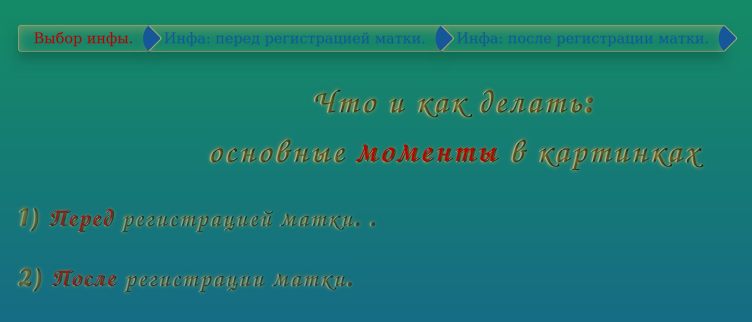 Выбор инфы. Инфа: перед регистрацией матки. Инфа: после регистрации матки.
Что и как делать:
основные моменты в картинках
1) Перед регистрацией матки. .
2) После регистрации матки.